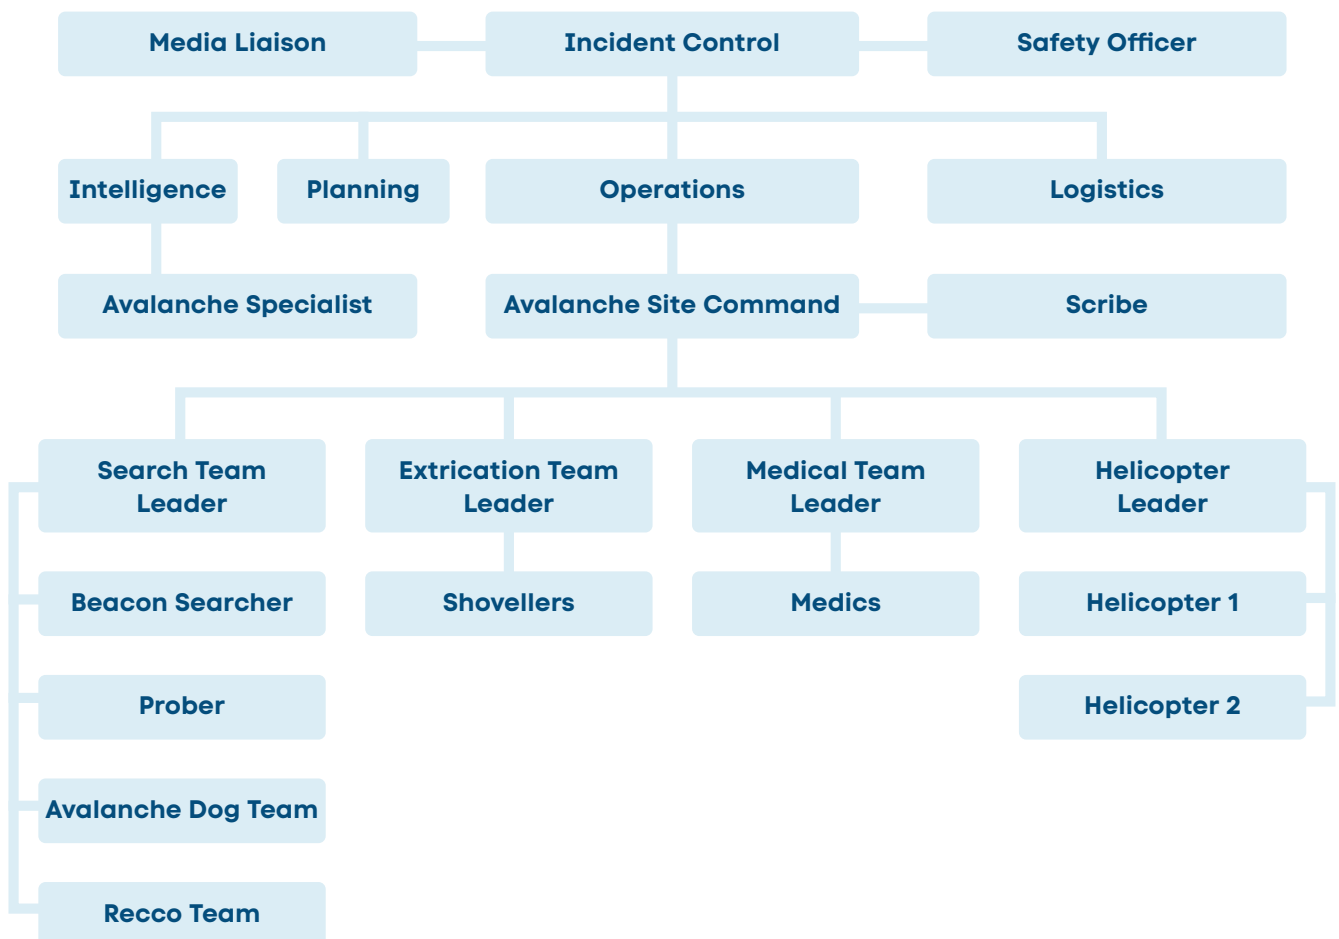 Media Liaison
Incident Control
Safety Officer
Intelligence
Planning
Operations
Logistics
Avalanche Specialist
Avalanche Site Command
Scribe
Search Team
Leader
Extrication Team
Leader
Medical Team
Leader
Helicopter
Leader
Beacon Searcher
Shovellers
Medics
Helicopter 1
Prober
Helicopter 2
Avalanche Dog Team
Recco Team